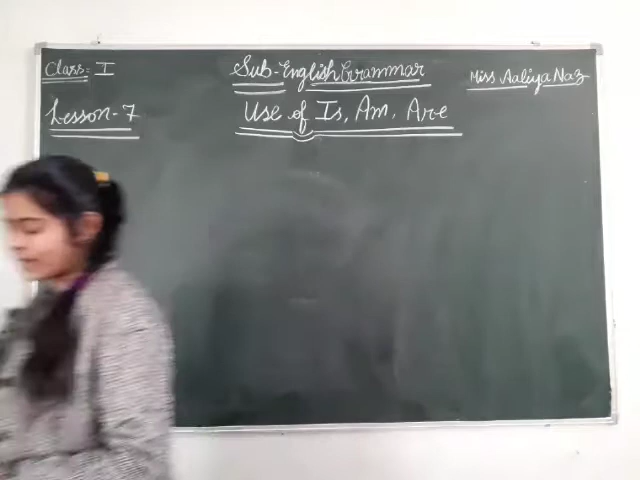 Class:- I
Sub-English Grammar
Miss Aaliya Naz
Lesson-7
Use of Is, Am, Are